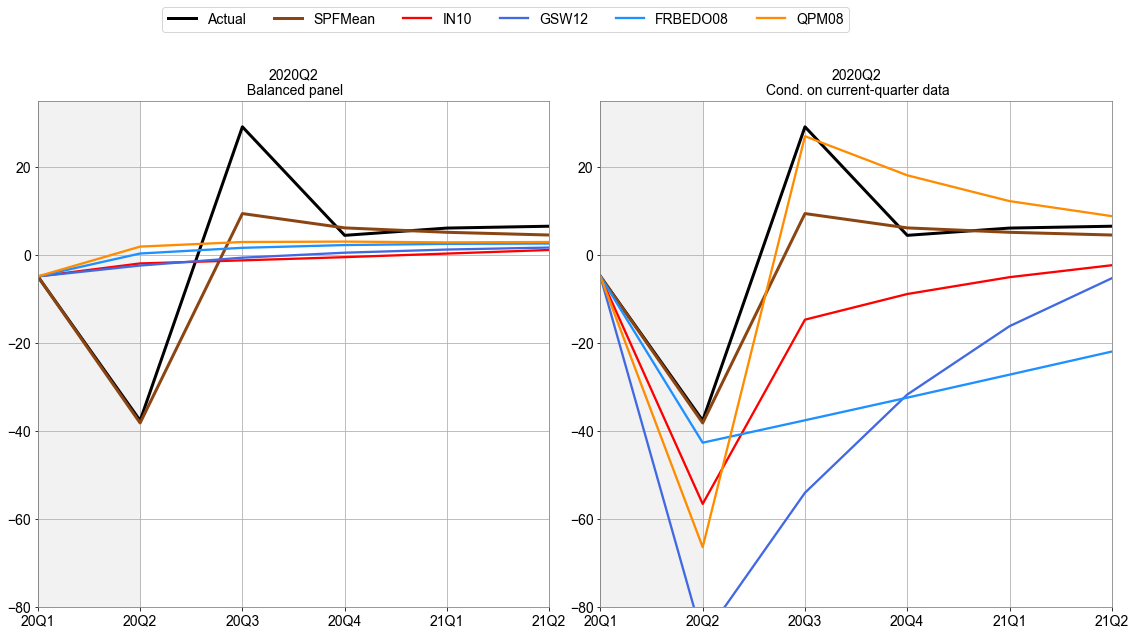 Actual SPFMean IN10 GSW12 FRBEDO08 QPM08
2020Q2
Balanced panel
20
0
−20
−40
−60
−80
20Q1 20Q2 20Q3 20Q4 21Q1 21Q2
2020Q2
Cond. on current-quarter data
20
0
−20
−40
−60
−80
20Q1 20Q2 20Q3 20Q4 21Q1 21Q2